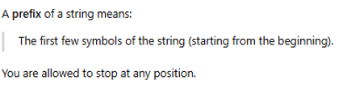 A prefix of a string means:
The first few symbols of the string (starting from the beginning).
You are allowed to stop at any position.